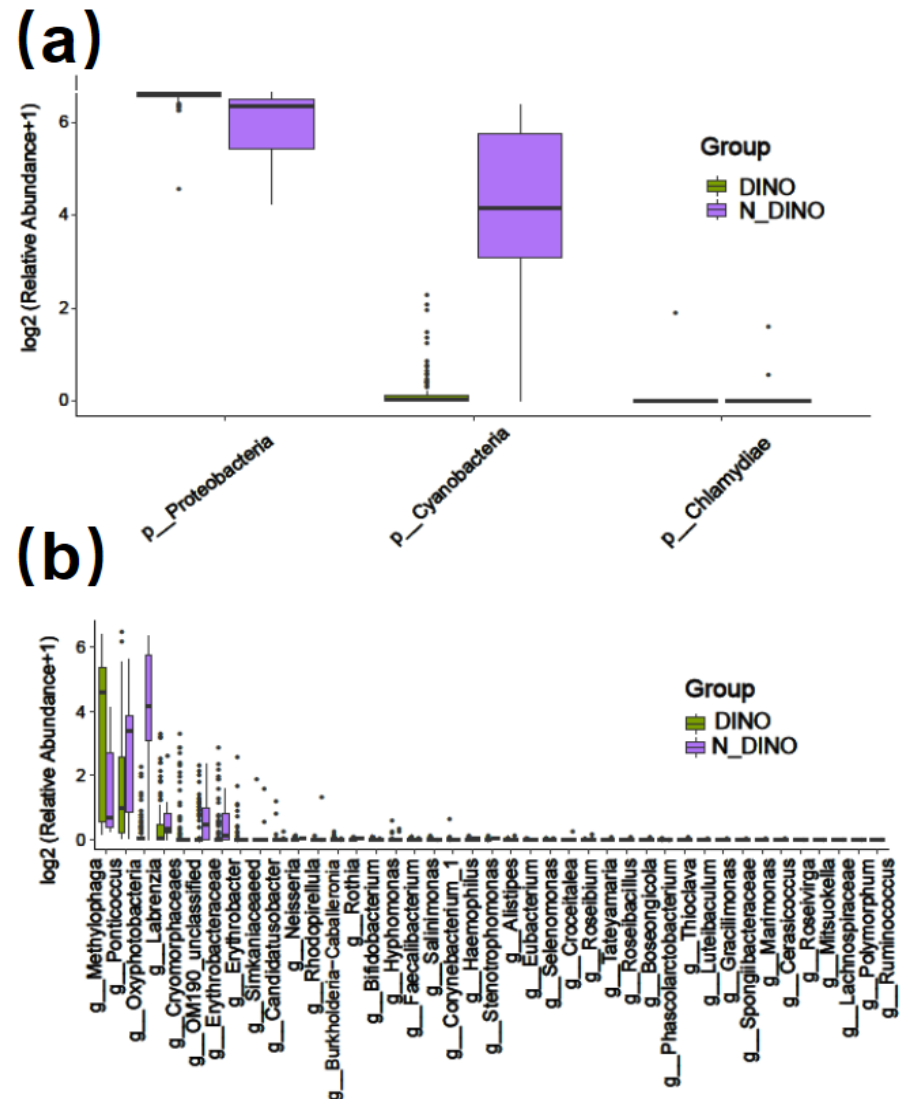 (a)
log2 (Relative Abundance+1)
6
4
2
0
Group
DINO
N_DINO
p__Proteobacteria
p__Cyanobacteria
p__Chlamydiae
(b)
log2 (Relative Abundance+1)
6
4
2
0
Group
DINO
N_DINO
g__Methylophaga
g__Ponticoccus
g__Oxyphotobacteria
g__Labrenzia
g__Cryomorphaceaes
g__OM190_unclassified
g__Erythrobacteraceae
g__Erythrobacter
g__Simkaniaceaeed
g__Candidatusobacter
g__Neisseria
g__Rhodopirellula
g__Burkholderia-Caballeronia
g__Rothia
g__Bifidobacterium
g__Hyphomonas
g__Faecalibacterium
g__Salinimonas
g__Corynebacterium_1
g__Haemophilus
g__Stenotrophomonas
g__Alistipes
g__Eubacterium
g__Selenomonas
g__Croceitalea
g__Roseibium
g__Tateyamaria
g__Roseibacillus
g__Boseongicola
g__Phascolarctobacterium
g__Thioclava
g__Luteibaculum
g__Gracilimonas
g__Spongiibacteraceae
g__Marinonas
g__Cerasicoccus
g__Roseivirga
g__Mitsuokella
g__Lachnospiraceae
g__Polymorphum
g__Ruminococcus